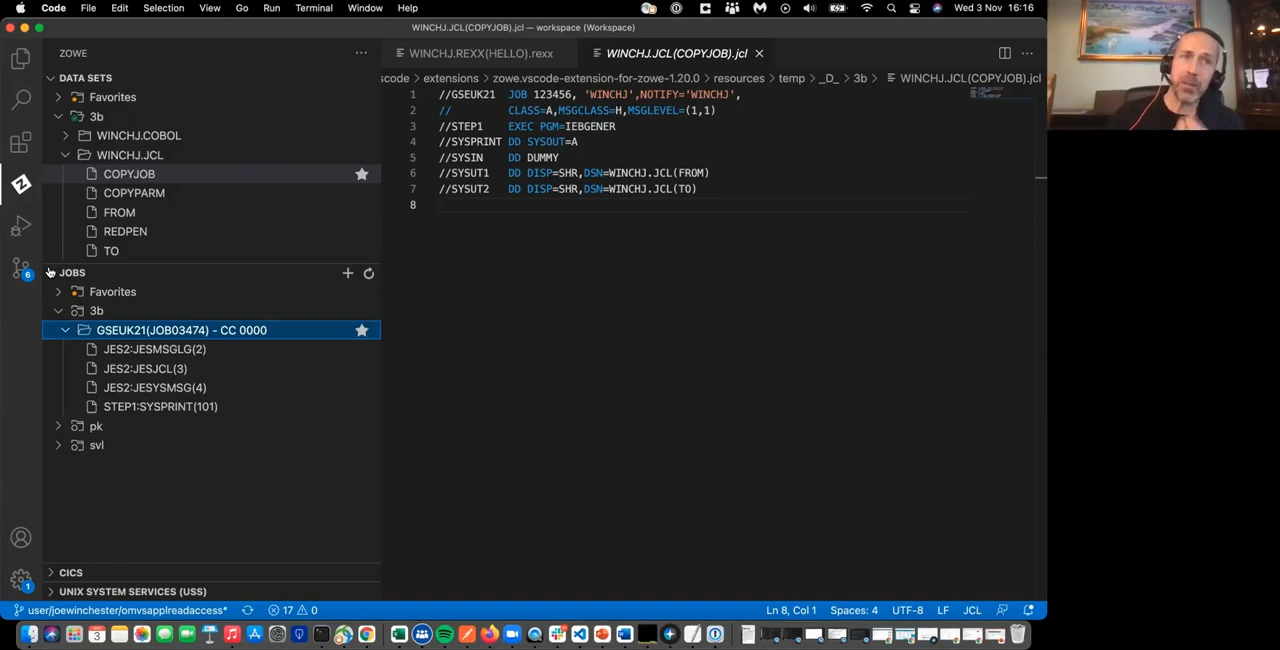 Code File Edit Selection View Go Run Terminal Window Help Wed 3 Nov 16:16
WINCHJ.JCL(COPYJOB).jcl — workspace (Workspace)
ZOWE
WINCHJ.REXX(HELLO).rexx
WINCHJ.JCL(COPYJOB).jcl
scode > extensions > zowe.vscode-extension-for-zowe-1.20.0 > resources > temp > _D_ > 3b > WINCHJ.JCL(COPYJOB).jcl
DATA SETS
Favorites
3b
WINCHJ.COBOL
WINCHJ.JCL
COPYJOB
COPYPARM
FROM
REDPEN
TO
JOBS
Favorites
3b
GSEUK21(JOB03474) - CC 0000
JES2:JESMSGLG(2)
JES2:JESJCL(3)
JES2:JESYSMSG(4)
STEP1:SYSPRINT(101)
pk
svl
CICS
UNIX SYSTEM SERVICES (USS)
1 //GSEUK21 JOB 123456, 'WINCHJ',NOTIFY='WINCHJ',
2 // CLASS=A,MSGCLASS=H,MSGLEVEL=(1,1)
3 //STEP1 EXEC PGM=IEBGENER
4 //SYSPRINT DD SYSOUT=A
5 //SYSIN DD DUMMY
6 //SYSUT1 DD DISP=SHR,DSN=WINCHJ.JCL(FROM)
7 //SYSUT2 DD DISP=SHR,DSN=WINCHJ.JCL(TO)
8
6
1
user/joewinchester/omvsapplreadaccess* 17 0 Ln 8, Col 1 Spaces: 4 UTF-8 LF JCL
3